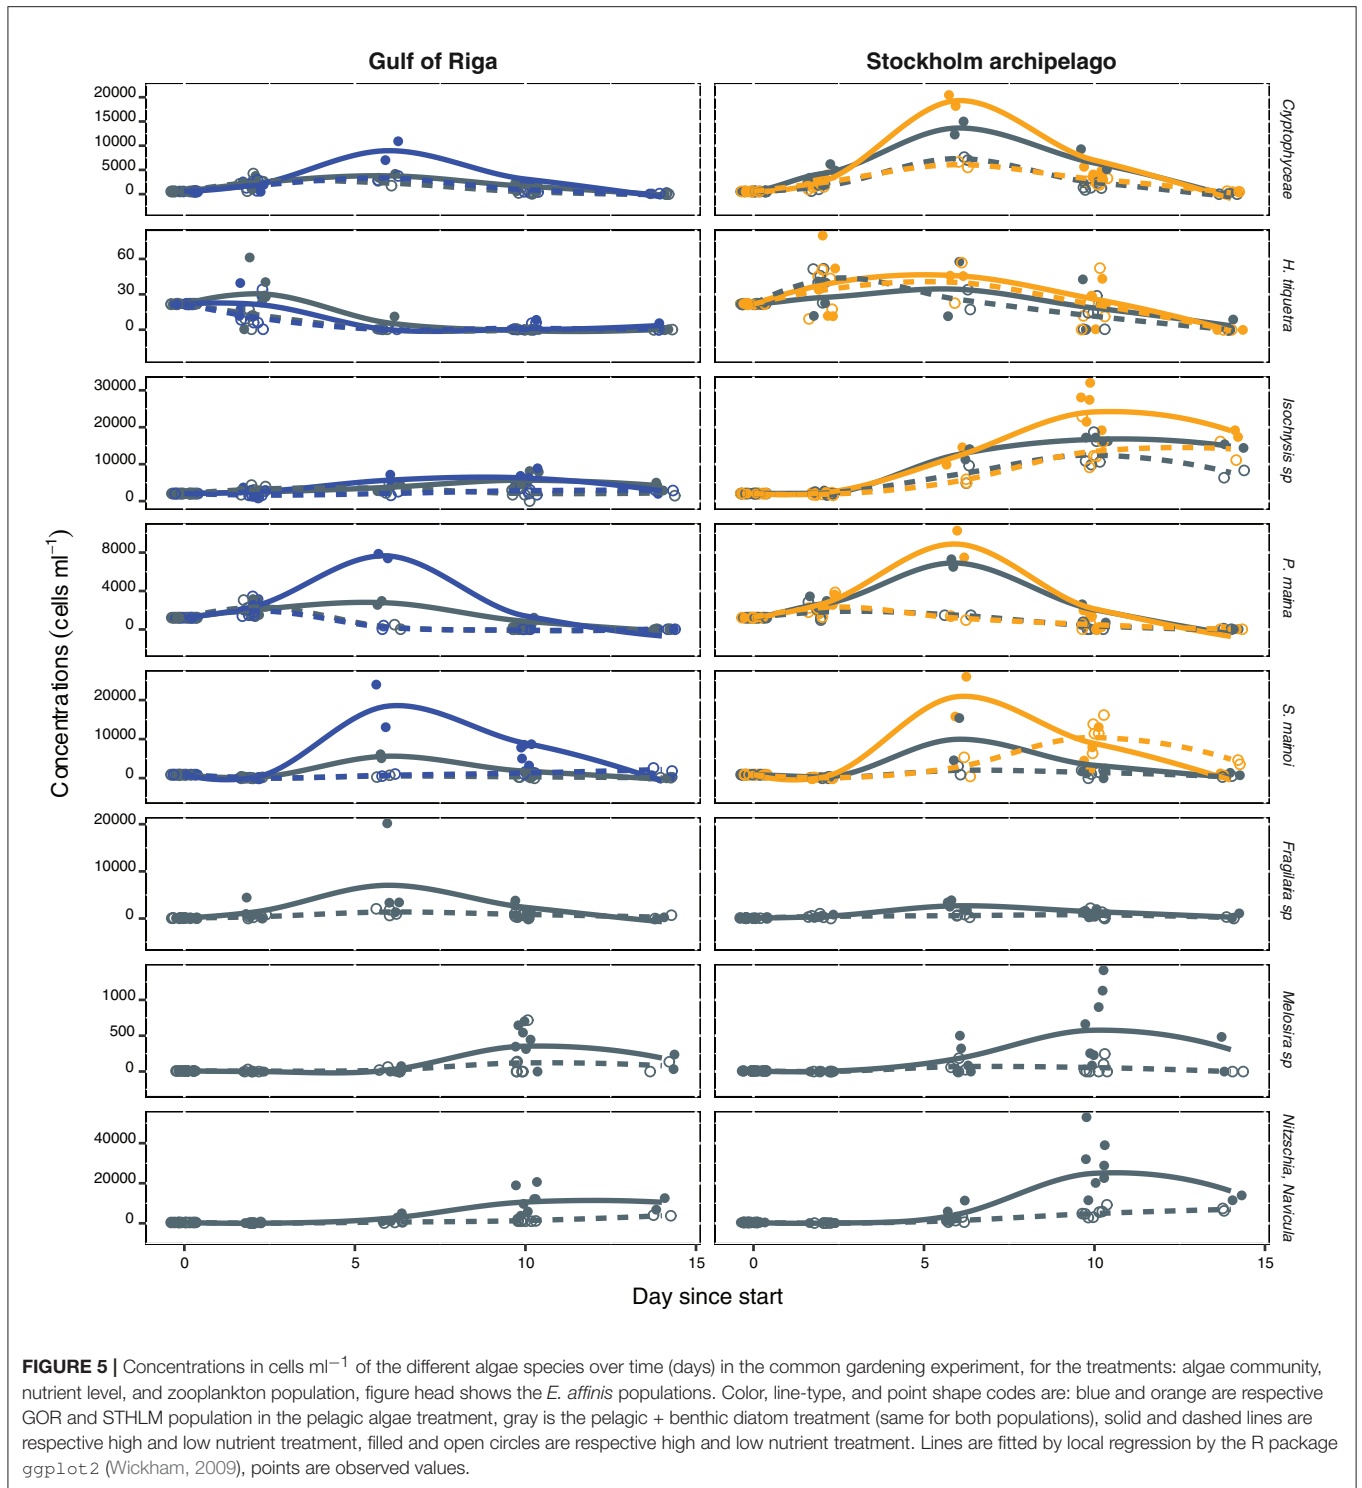 Gulf of Riga
Stockholm archipelago
Concentrations (cells ml⁻¹)
20000
15000
10000
5000
0
Cyptophyceae
60
30
0
H. tiiquetra
30000
20000
10000
0
Isochiysis sp
8000
4000
0
P. maina
20000
10000
0
S. mainoi
20000
10000
0
Fiagilaiia sp
1000
500
0
Melosira sp
40000
20000
0
Nitzschia, Navicula
0
5
10
15
0
5
10
15
Day since start
FIGURE 5 | Concentrations in cells ml⁻¹ of the different algae species over time (days) in the common gardening experiment, for the treatments: algae community,
nutrient level, and zooplankton population, figure head shows the E. affinis populations. Color, line-type, and point shape codes are: blue and orange are respective
GOR and STHLM population in the pelagic algae treatment, gray is the pelagic + benthic diatom treatment (same for both populations), solid and dashed lines are
respective high and low nutrient treatment, filled and open circles are respective high and low nutrient treatment. Lines are fitted by local regression by the R package
ggplot2 (Wickham, 2009), points are observed values.